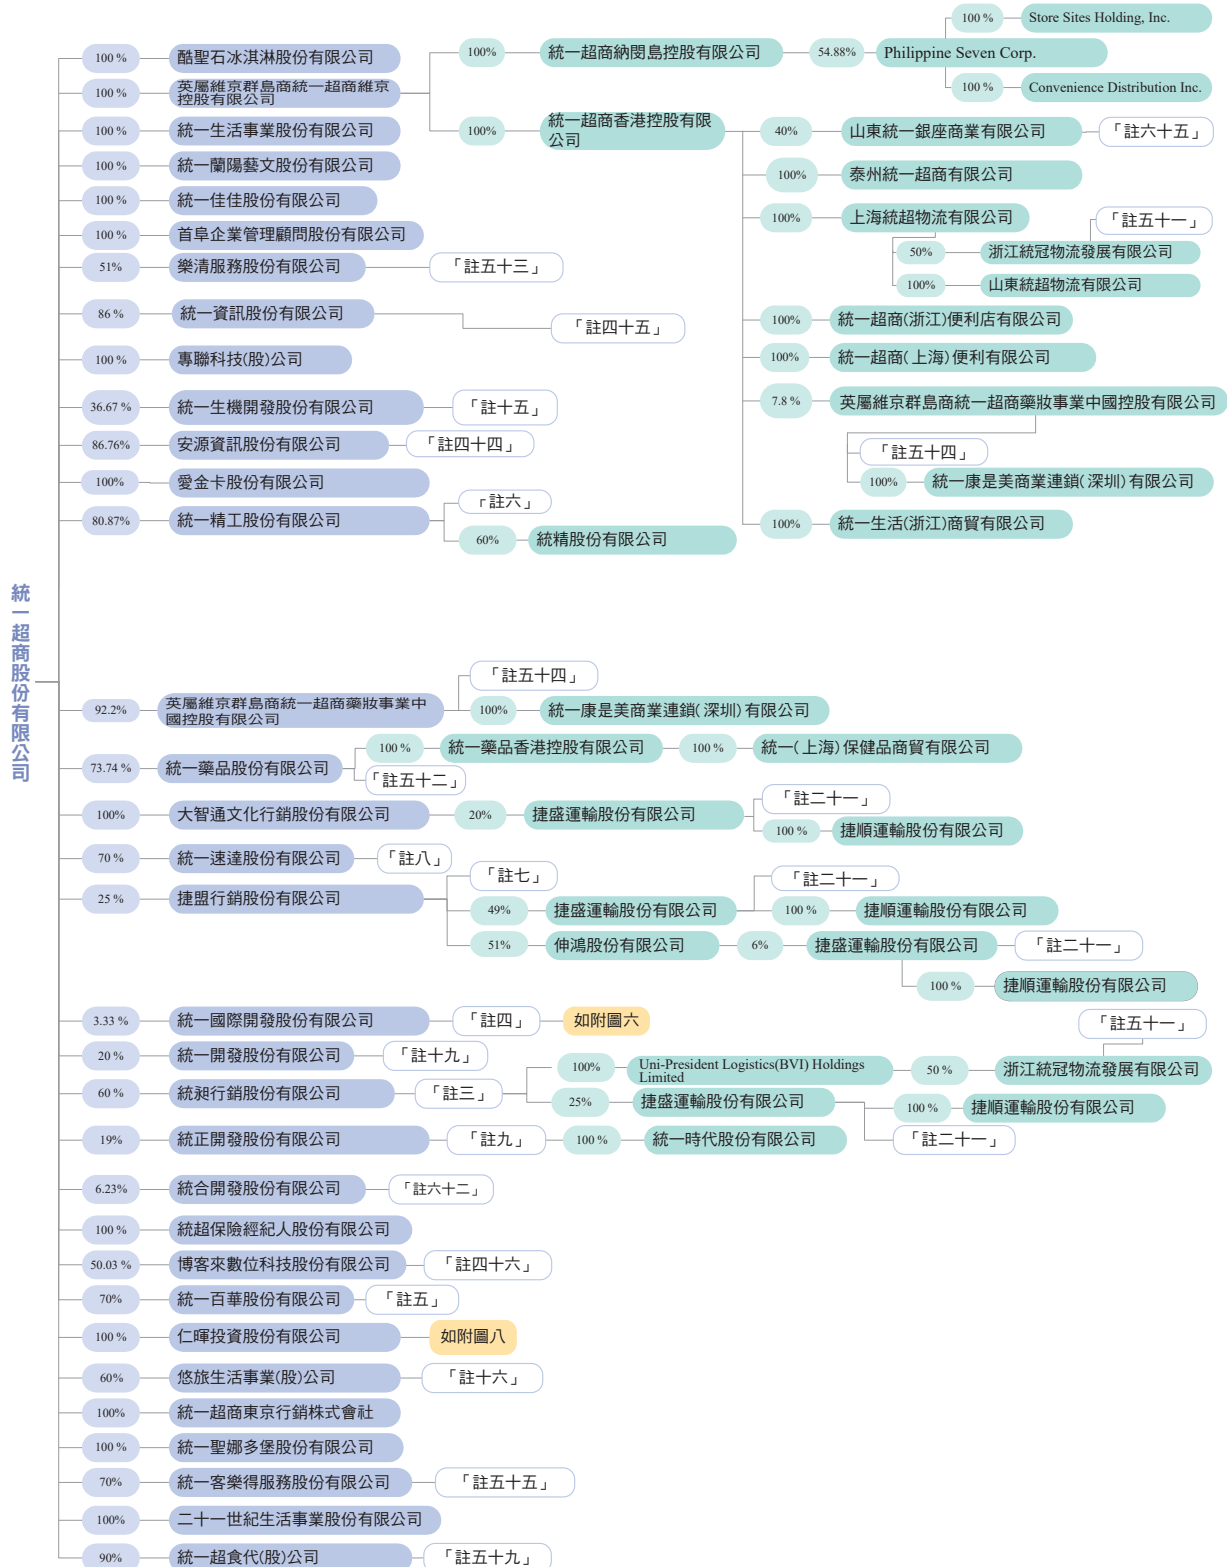 統一超商股份有限公司
100 %
酷聖石冰淇淋股份有限公司
100 %
英屬維京群島商統一超商維京
控股有限公司
100%
統一超商納閩島控股有限公司
54.88%
Philippine Seven Corp.
100 %
Store Sites Holding, Inc.
100 %
Convenience Distribution Inc.
100%
統一超商香港控股有限
公司
40%
山東統一銀座商業有限公司
「註六十五」
100%
泰州統一超商有限公司
100%
上海統超物流有限公司
「註五十一」
50%
浙江統冠物流發展有限公司
100%
山東統超物流有限公司
100%
統一超商(浙江)便利店有限公司
100%
統一超商(上海)便利有限公司
7.8 %
英屬維京群島商統一超商藥妝事業中國控股有限公司
「註五十四」
100%
統一康是美商業連鎖(深圳)有限公司
100%
統一生活(浙江)商貿有限公司
100 %
統一生活事業股份有限公司
100 %
統一蘭陽藝文股份有限公司
100 %
統一佳佳股份有限公司
100 %
首阜企業管理顧問股份有限公司
51%
樂清服務股份有限公司
「註五十三」
86 %
統一資訊股份有限公司
「註四十五」
100 %
專聯科技(股)公司
36.67 %
統一生機開發股份有限公司
「註十五」
86.76%
安源資訊股份有限公司
「註四十四」
100%
愛金卡股份有限公司
80.87%
統一精工股份有限公司
「註六」
60%
統精股份有限公司
92.2%
英屬維京群島商統一超商藥妝事業中
國控股有限公司
「註五十四」
100%
統一康是美商業連鎖(深圳)有限公司
73.74 %
統一藥品股份有限公司
100 %
統一藥品香港控股有限公司
100 %
統一(上海)保健品商貿有限公司
「註五十二」
100%
大智通文化行銷股份有限公司
20%
捷盛運輸股份有限公司
「註二十一」
100 %
捷順運輸股份有限公司
70 %
統一速達股份有限公司
「註八」
25 %
捷盟行銷股份有限公司
「註七」
49%
捷盛運輸股份有限公司
「註二十一」
100 %
捷順運輸股份有限公司
51%
伸鴻股份有限公司
6%
捷盛運輸股份有限公司
「註二十一」
100 %
捷順運輸股份有限公司
3.33 %
統一國際開發股份有限公司
「註四」
如附圖六
20 %
統一開發股份有限公司
「註十九」
60 %
統昶行銷股份有限公司
「註三」
100%
Uni-President Logistics(BVI) Holdings
Limited
50 %
浙江統冠物流發展有限公司
「註五十一」
25%
捷盛運輸股份有限公司
100 %
捷順運輸股份有限公司
「註二十一」
19%
統正開發股份有限公司
「註九」
100 %
統一時代股份有限公司
6.23%
統合開發股份有限公司
「註六十二」
100 %
統超保險經紀人股份有限公司
50.03 %
博客來數位科技股份有限公司
「註四十六」
70%
統一百華股份有限公司
「註五」
100 %
仁暉投資股份有限公司
如附圖八
60%
悠旅生活事業(股)公司
「註十六」
100%
統一超商東京行銷株式會社
100 %
統一聖娜多堡股份有限公司
70%
統一客樂得服務股份有限公司
「註五十五」
100%
二十一世紀生活事業股份有限公司
90%
統一超食代(股)公司
「註五十九」